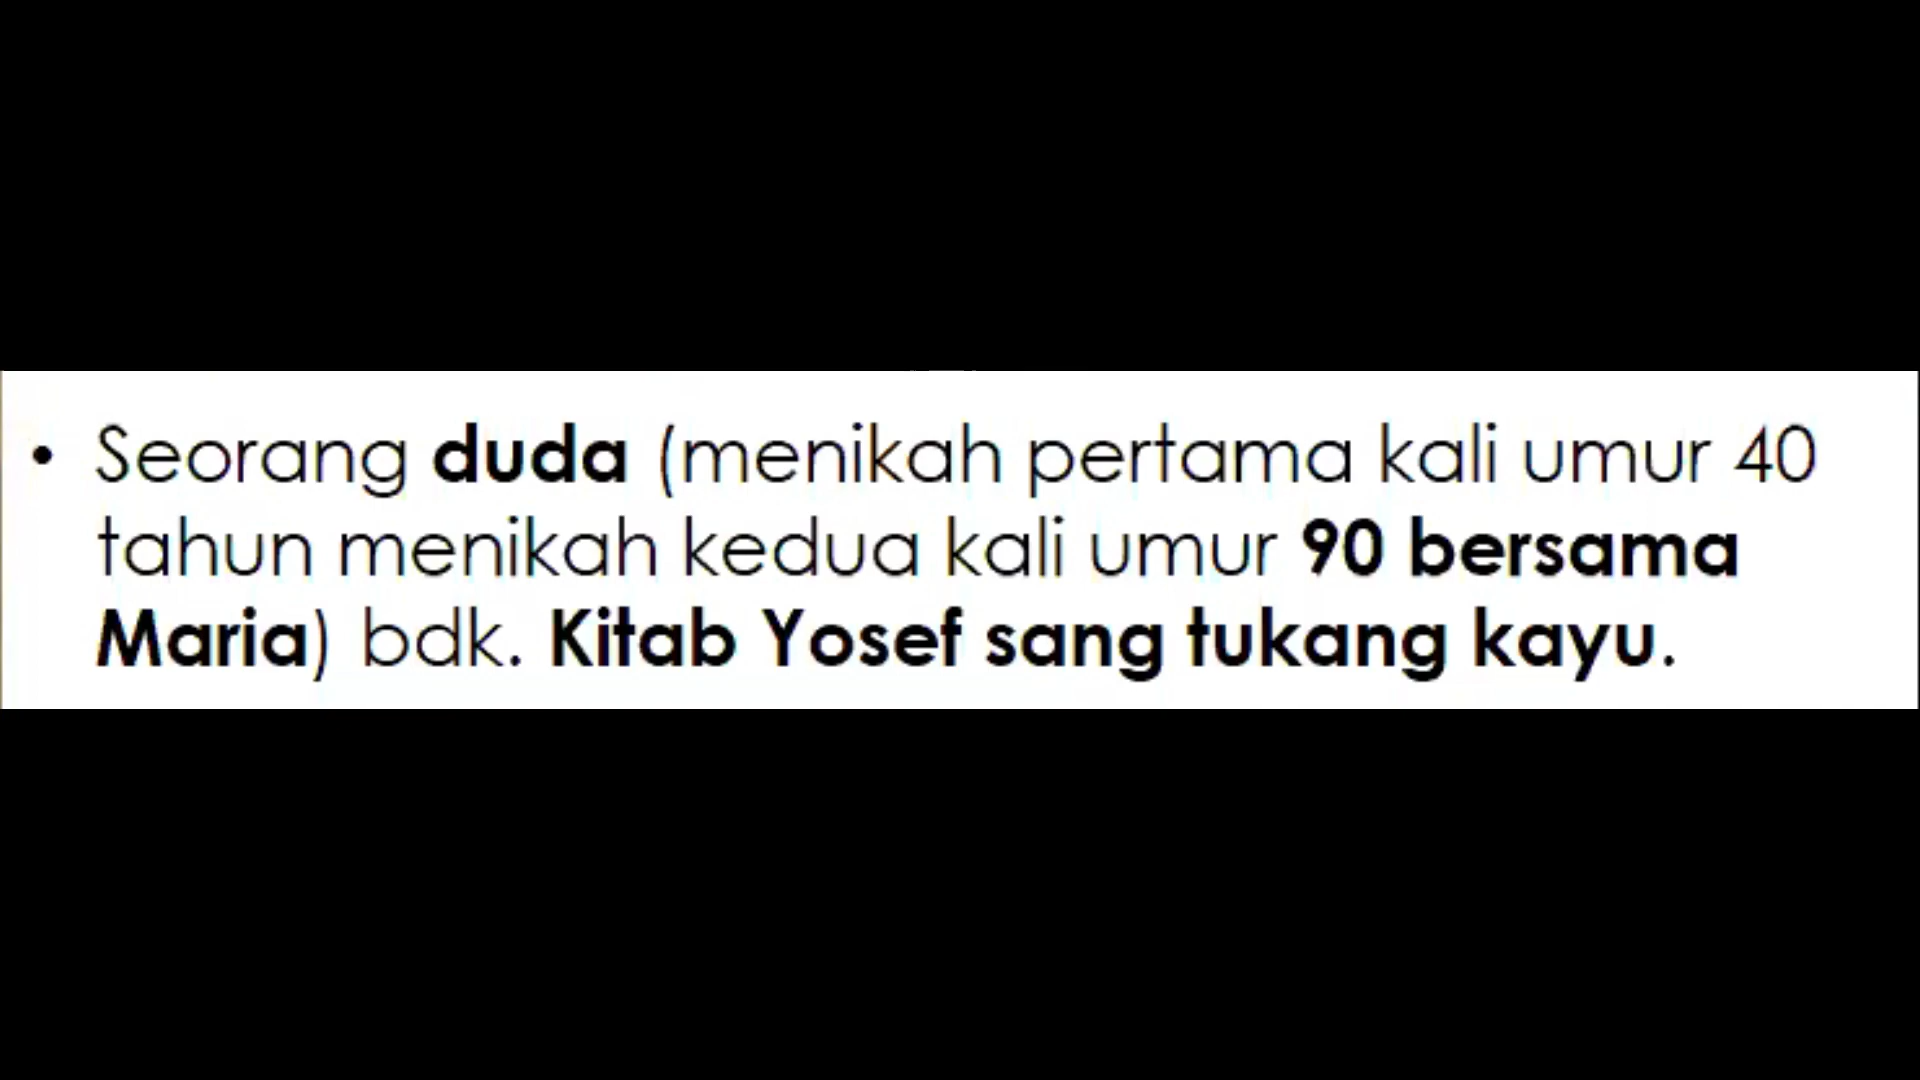 • Seorang duda (menikah pertama kali umur 40
tahun menikah kedua kali umur 90 bersama
Maria) bdk. Kitab Yosef sang tukang kayu.